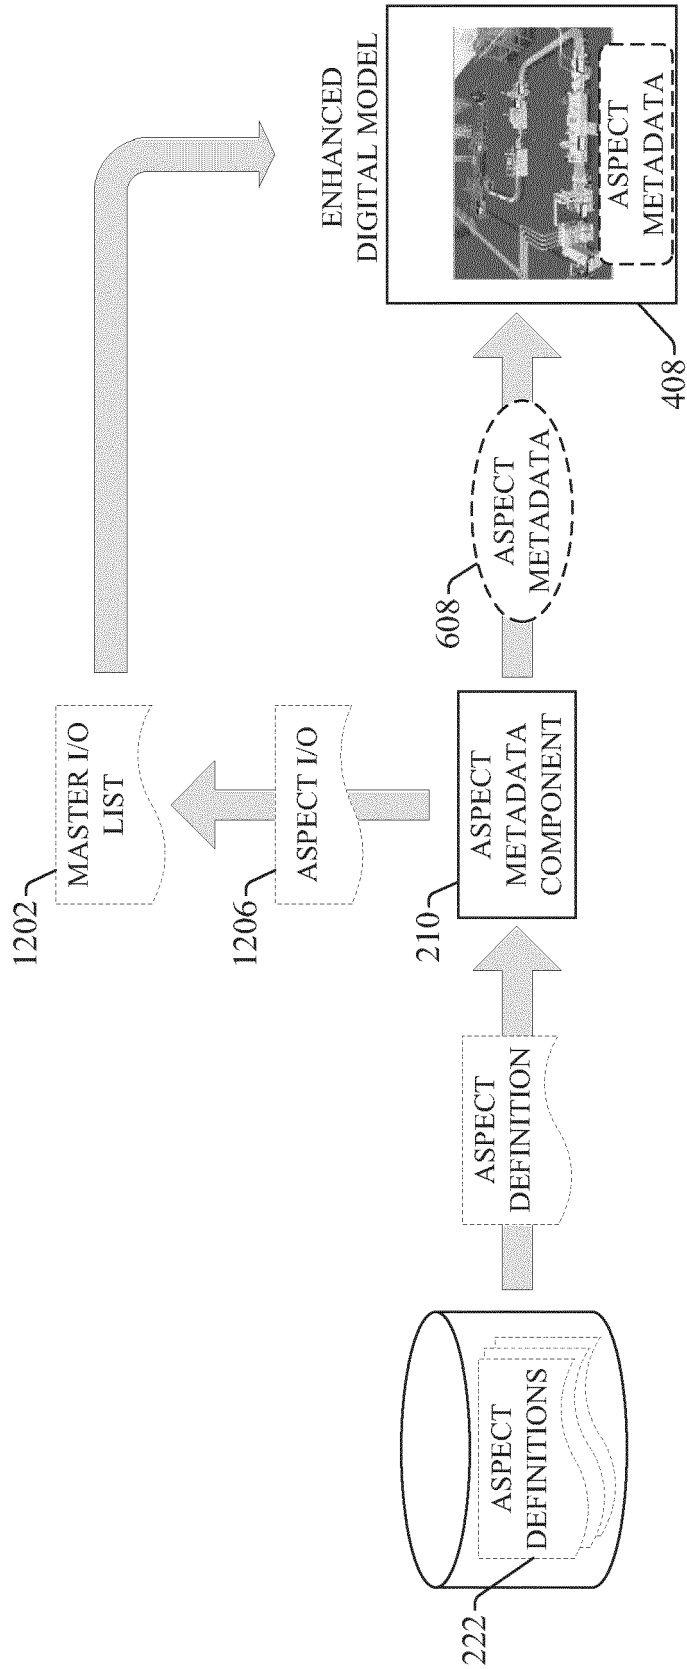 1202
MASTER I/O
LIST
1206
ASPECT I/O
ENHANCED
DIGITAL MODEL
222
ASPECT
DEFINITIONS
ASPECT
DEFINITION
210
ASPECT
METADATA
COMPONENT
608
ASPECT
METADATA
ASPECT
METADATA
408